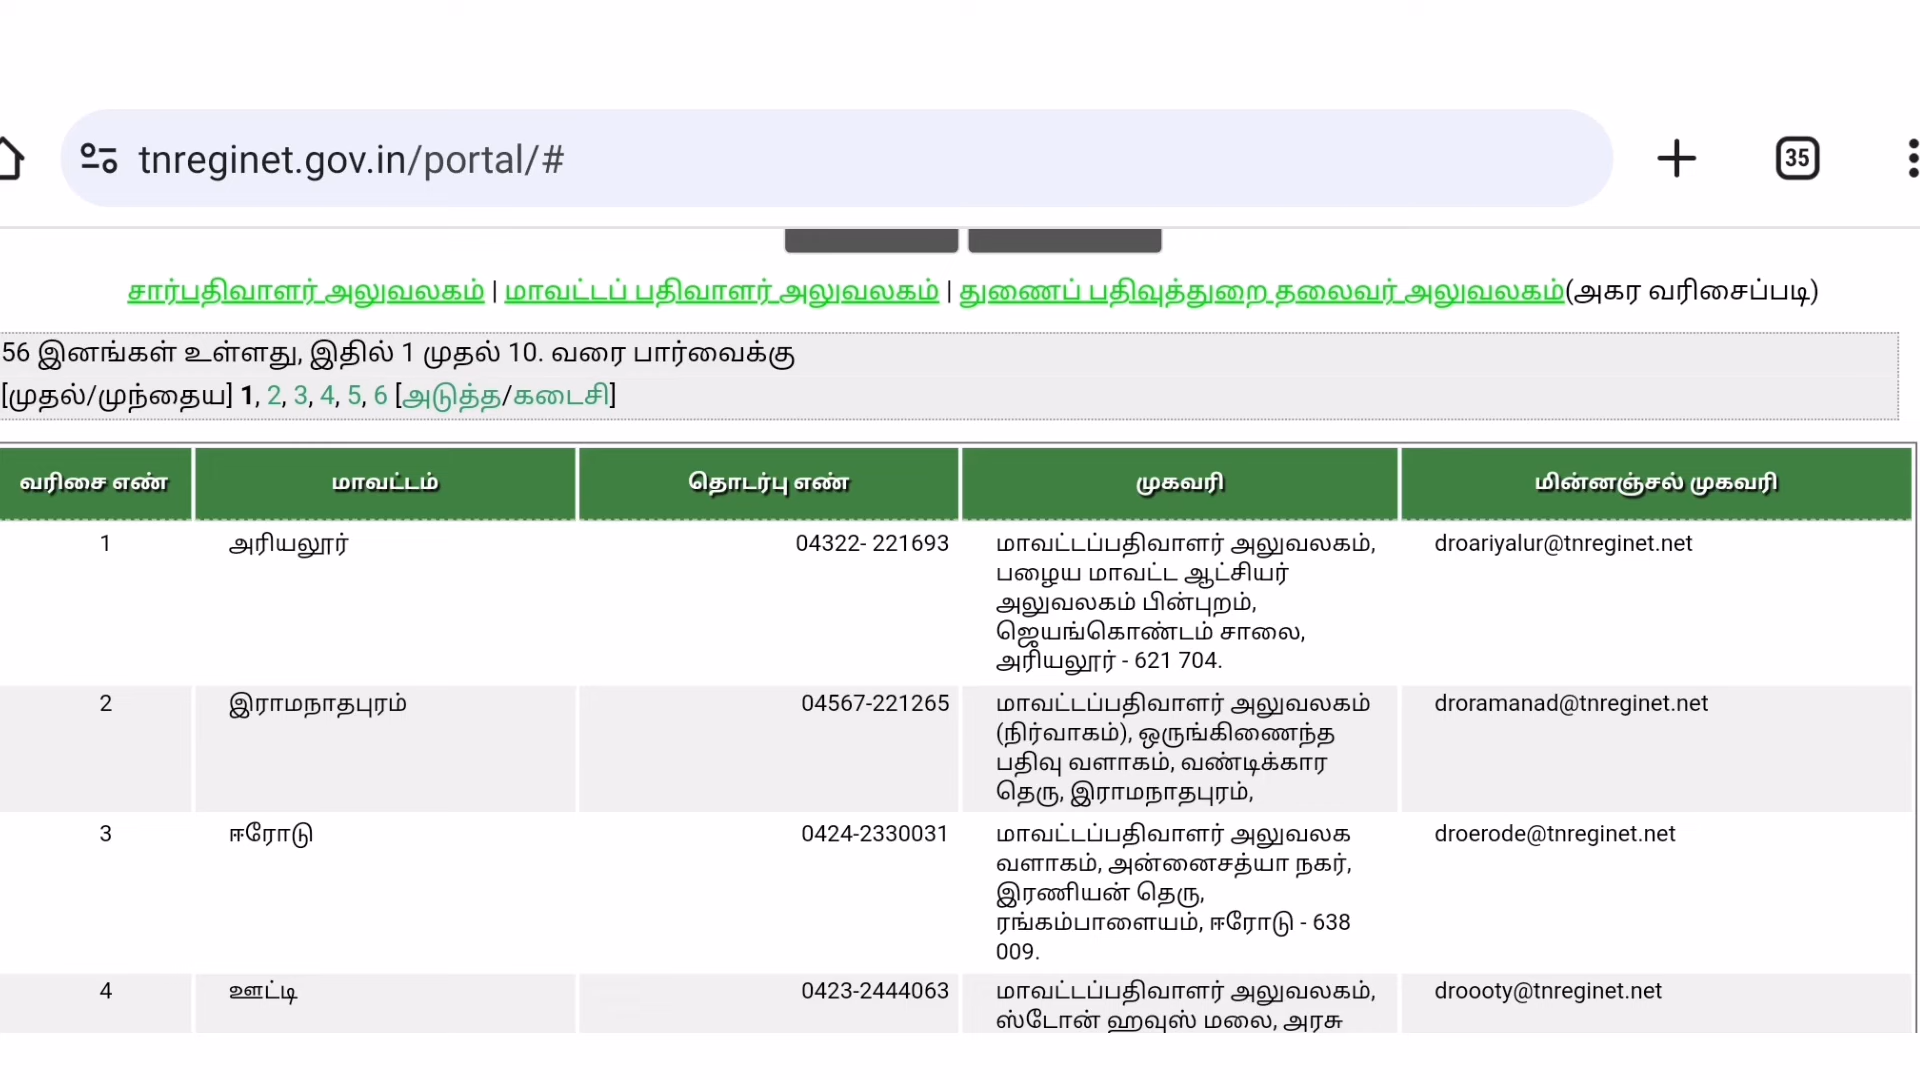 tnreginet.gov.in/portal/#
35
சார்பதிவாளர் அலுவலகம் | மாவட்டப் பதிவாளர் அலுவலகம் | துணைப் பதிவுத்துறை தலைவர் அலுவலகம்(அகர வரிசைப்படி)
56 இனங்கள் உள்ளது, இதில் 1 முதல் 10. வரை பார்வைக்கு
[முதல்/முந்தைய] 1, 2, 3, 4, 5, 6 [அடுத்த/கடைசி]
வரிசை எண் மாவட்டம் தொடர்பு எண் முகவரி மின்னஞ்சல் முகவரி
1 அரியலூர் 04322- 221693 மாவட்டப்பதிவாளர் அலுவலகம், droariyalur@tnreginet.net
பழைய மாவட்ட ஆட்சியர்
அலுவலகம் பின்புறம்,
ஜெயங்கொண்டம் சாலை,
அரியலூர் - 621 704.
2 இராமநாதபுரம் 04567-221265 மாவட்டப்பதிவாளர் அலுவலகம் droramanad@tnreginet.net
(நிர்வாகம்), ஒருங்கிணைந்த
பதிவு வளாகம், வண்டிக்கார
தெரு, இராமநாதபுரம்,
3 ஈரோடு 0424-2330031 மாவட்டப்பதிவாளர் அலுவலக droerode@tnreginet.net
வளாகம், அன்னைசத்யா நகர்,
இரணியன் தெரு,
ரங்கம்பாளையம், ஈரோடு - 638
009.
4 ஊட்டி 0423-2444063 மாவட்டப்பதிவாளர் அலுவலகம், droooty@tnreginet.net
ஸ்டோன் ஹவுஸ் மலை, அரசு